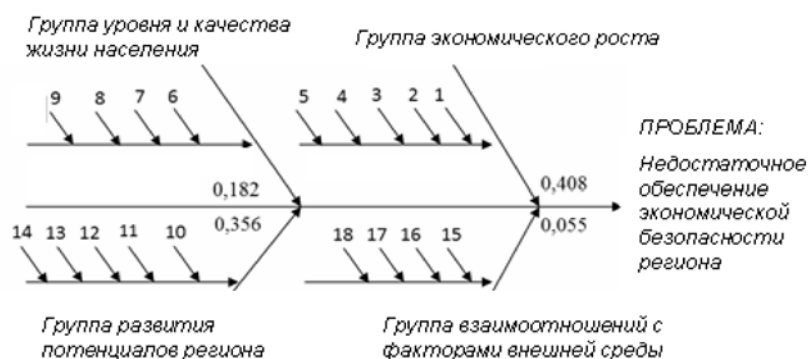 Группа уровня и качества
жизни населения
Группа экономического роста
9 8 7 6
5 4 3 2 1
ПРОБЛЕМА:
Недостаточное
обеспечение
экономической
безопасности
региона
0,182
0,408
0,356
0,055
14 13 12 11 10
18 17 16 15
Группа развития
потенциалов региона
Группа взаимоотношений с
факторами внешней среды